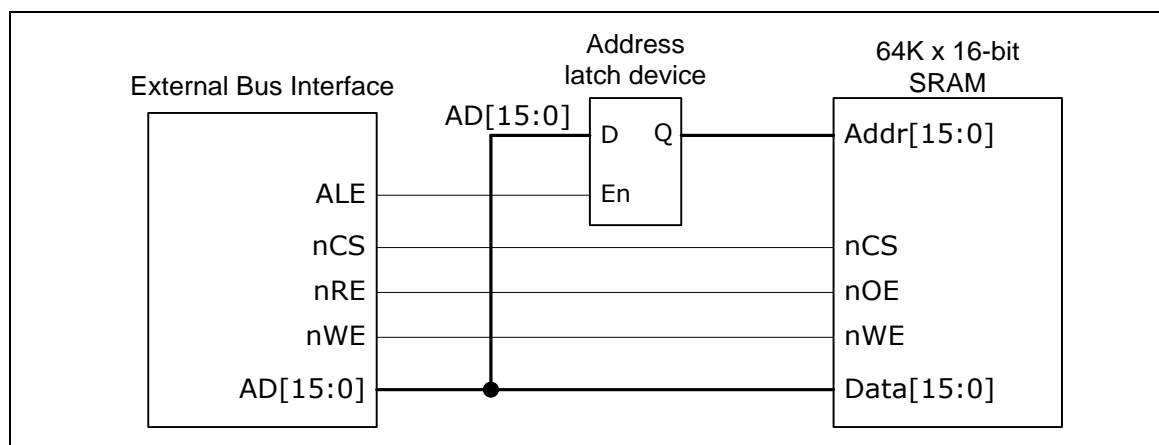 External Bus Interface
ALE
nCS
nRE
nWE
AD[15:0]
AD[15:0]
Address
latch device
D Q
En
64K x 16-bit
SRAM
Addr[15:0]
nCS
nOE
nWE
Data[15:0]